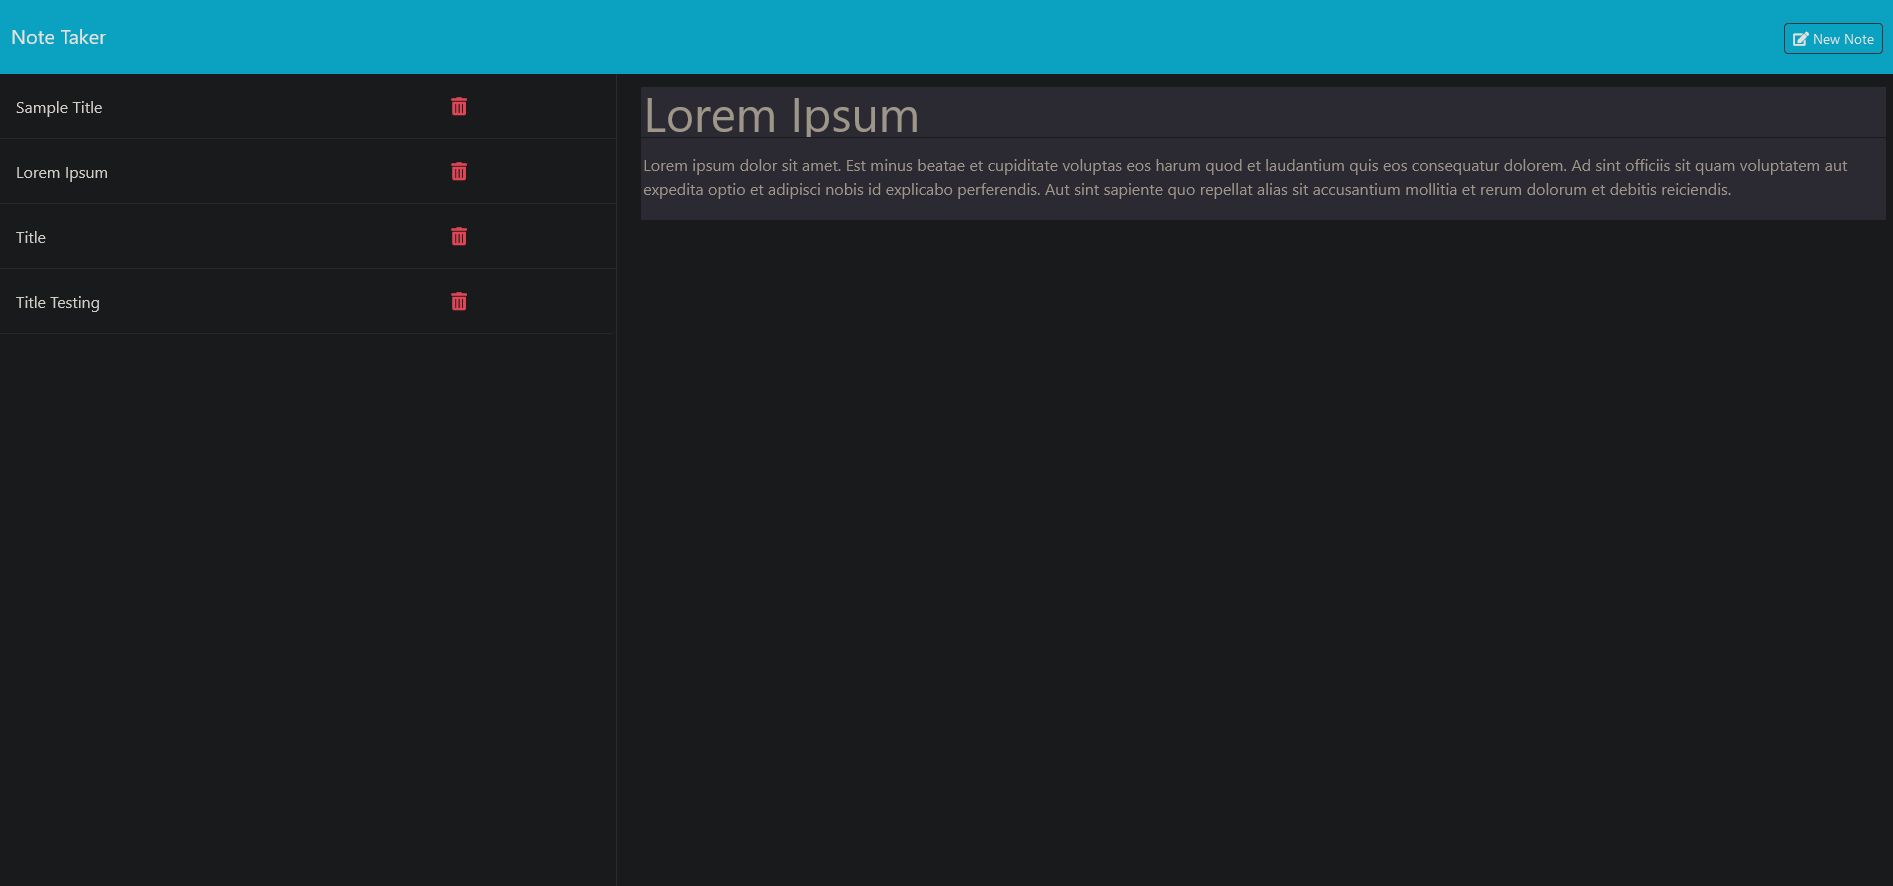 Note Taker
New Note
Sample Title
Lorem Ipsum
Title
Title Testing
Lorem Ipsum
Lorem ipsum dolor sit amet. Est minus beatae et cupiditate voluptas eos harum quod et laudantium quis eos consequatur dolorem. Ad sint officiis sit quam voluptatem aut
expedita optio et adipisci nobis id explicabo perferendis. Aut sint sapiente quo repellat alias sit accusantium mollitia et rerum dolorum et debitis reiciendis.